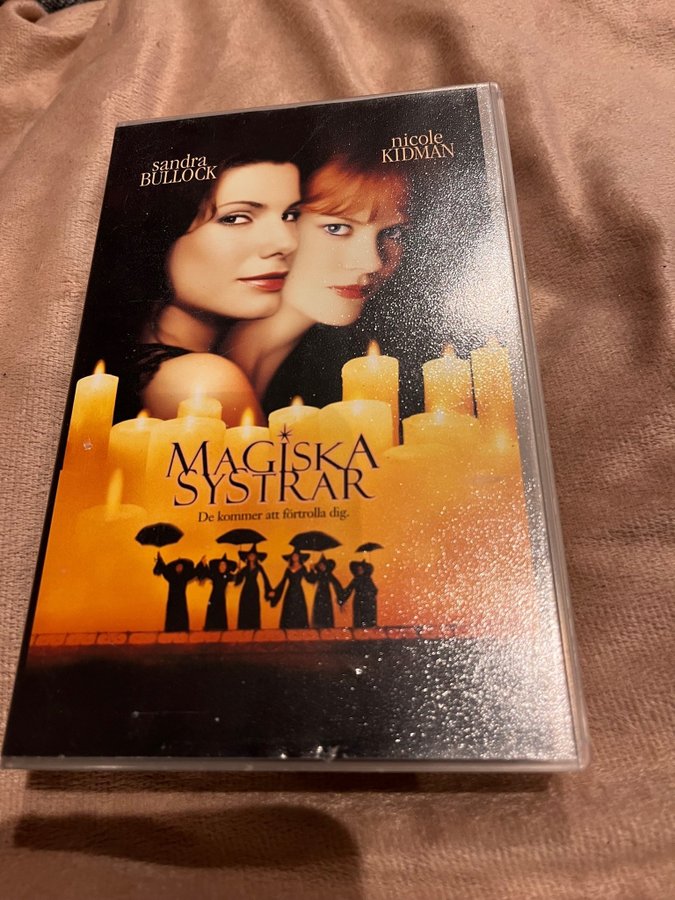 sandra
BULLOCK
nicole
KIDMAN
MAGISKA
SYSTRAR
De kommer att förtrolla dig.